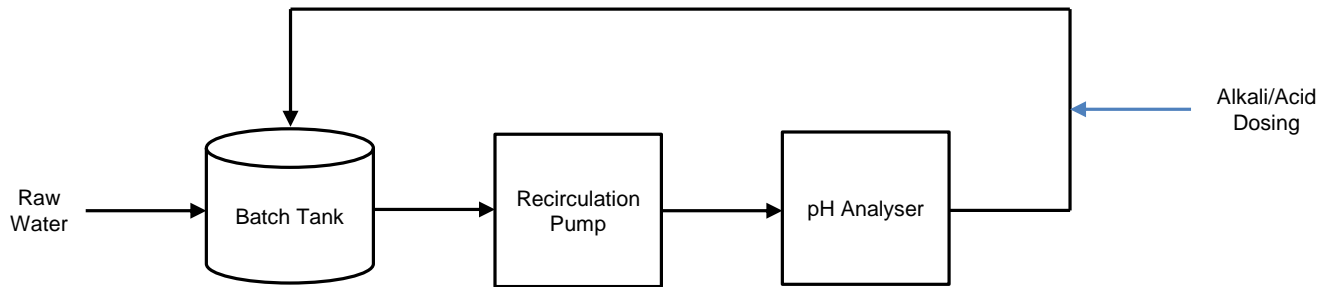 Alkali/Acid
Dosing
Raw
Water
Batch Tank
Recirculation
Pump
pH Analyser